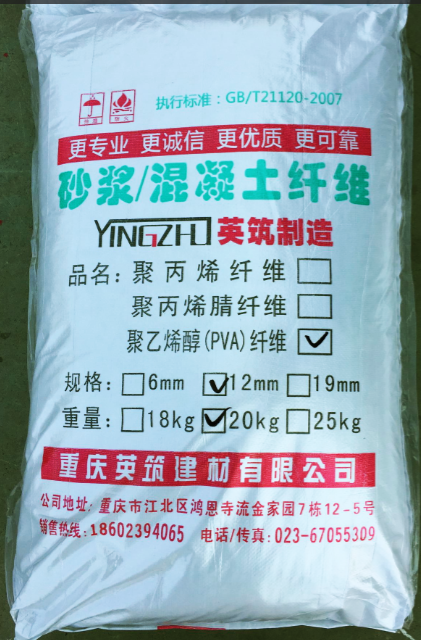 执行标准：GB/T21120-2007
更专业 更诚信 更优质 更可靠
砂浆/混凝土纤维
YINGZHU 英筑制造
品名：聚丙烯纤维
聚丙烯腈纤维
聚乙烯醇(PVA)纤维
规格：6mm 12mm 19mm
重量：18kg 20kg 25kg
重庆英筑建材有限公司
公司地址：重庆市江北区鸿恩寺流金家园7栋12-5号
销售热线：18602394065 电话/传真：023-67055309